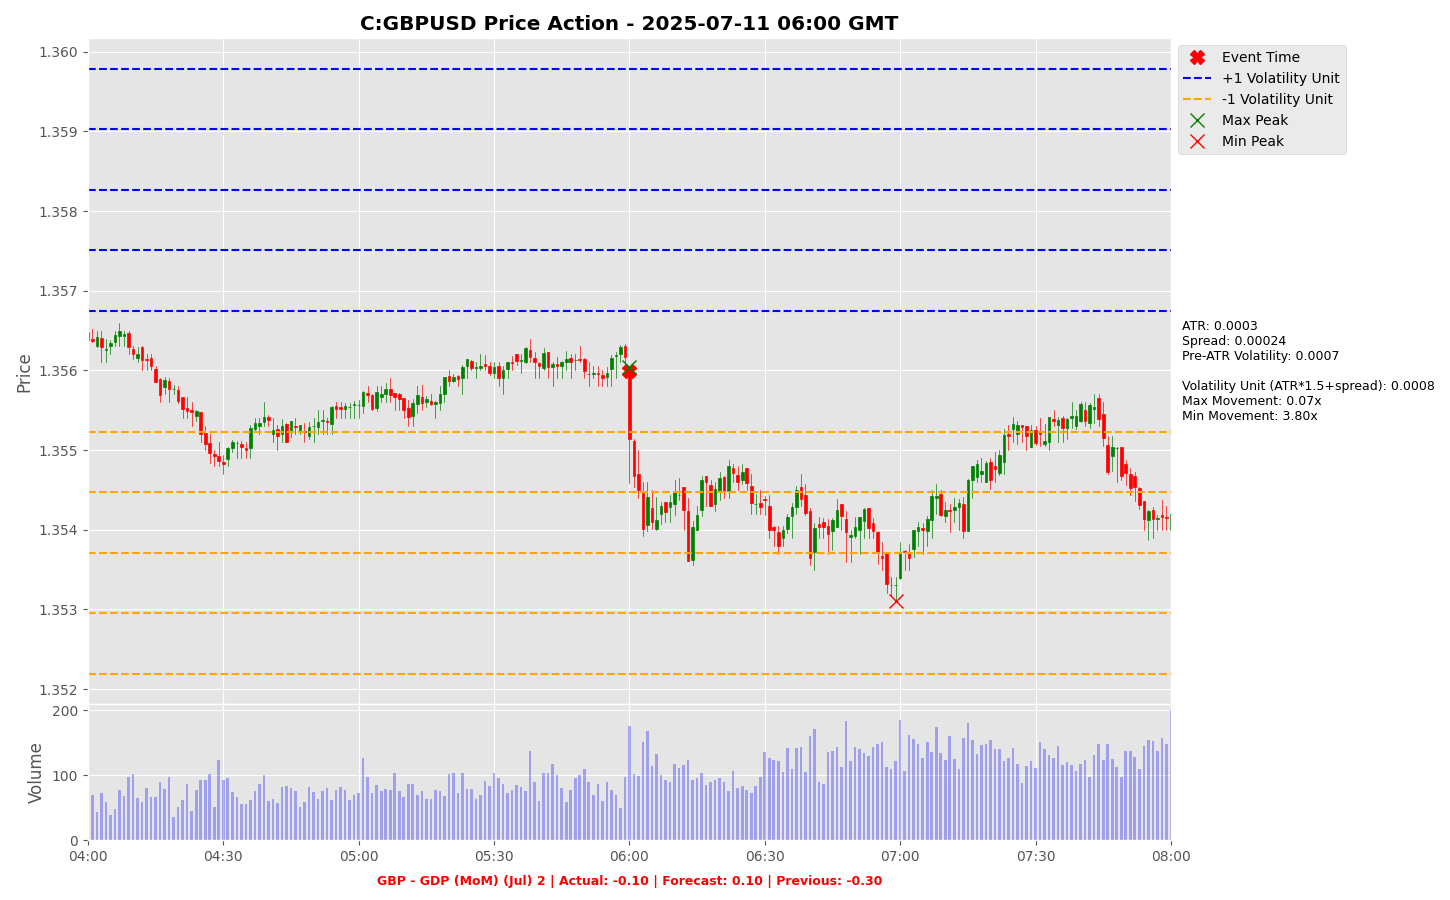 C:GBPUSD Price Action - 2025-07-11 06:00 GMT
1.360
1.359
1.358
1.357
1.356
1.355
1.354
1.353
1.352
Price
Event Time
+1 Volatility Unit
-1 Volatility Unit
Max Peak
Min Peak
ATR: 0.0003
Spread: 0.00024
Pre-ATR Volatility: 0.0007
Volatility Unit (ATR*1.5+spread): 0.0008
Max Movement: 0.07x
Min Movement: 3.80x
200
100
0
Volume
04:00 04:30 05:00 05:30 06:00 06:30 07:00 07:30 08:00
GBP - GDP (MoM) (Jul) 2 | Actual: -0.10 | Forecast: 0.10 | Previous: -0.30